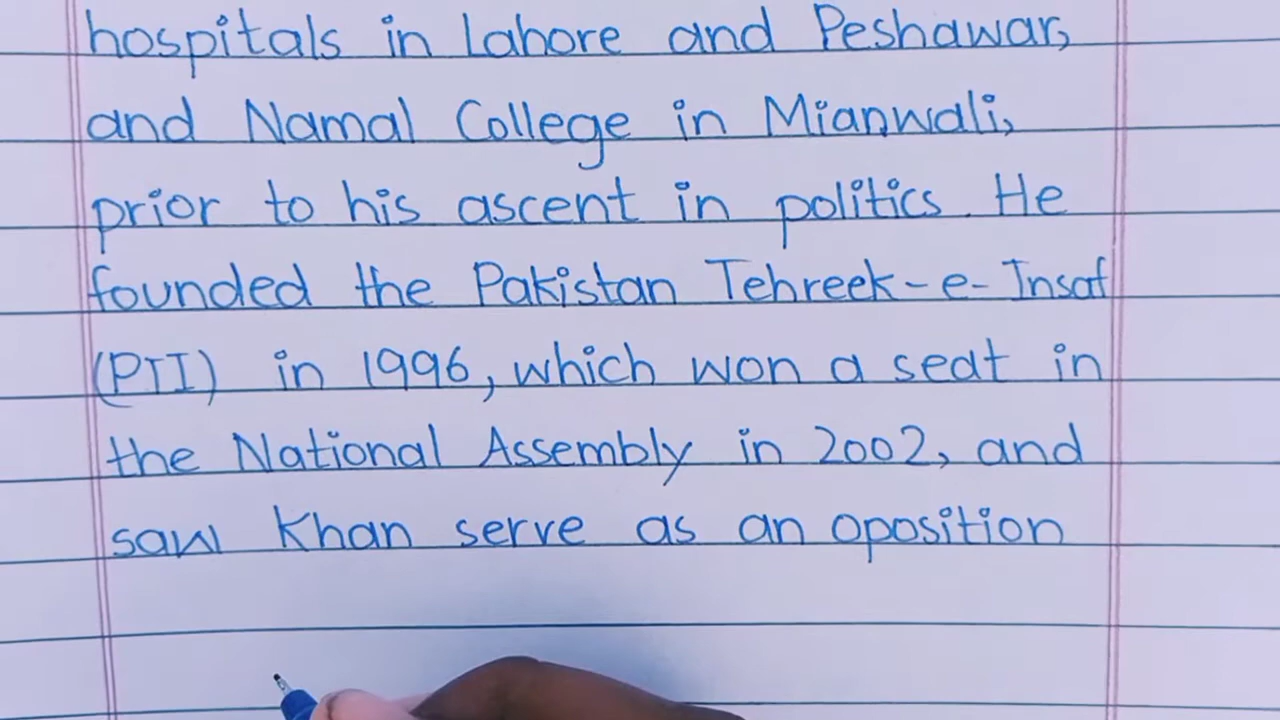 hospitals in Lahore and Peshawar,
and Namal College in Mianwali,
prior to his ascent in politics. He
founded the Pakistan Tehreek-e-Insaf
(PTI) in 1996, which won a seat in
the National Assembly in 2002, and
saw Khan serve as an oposition